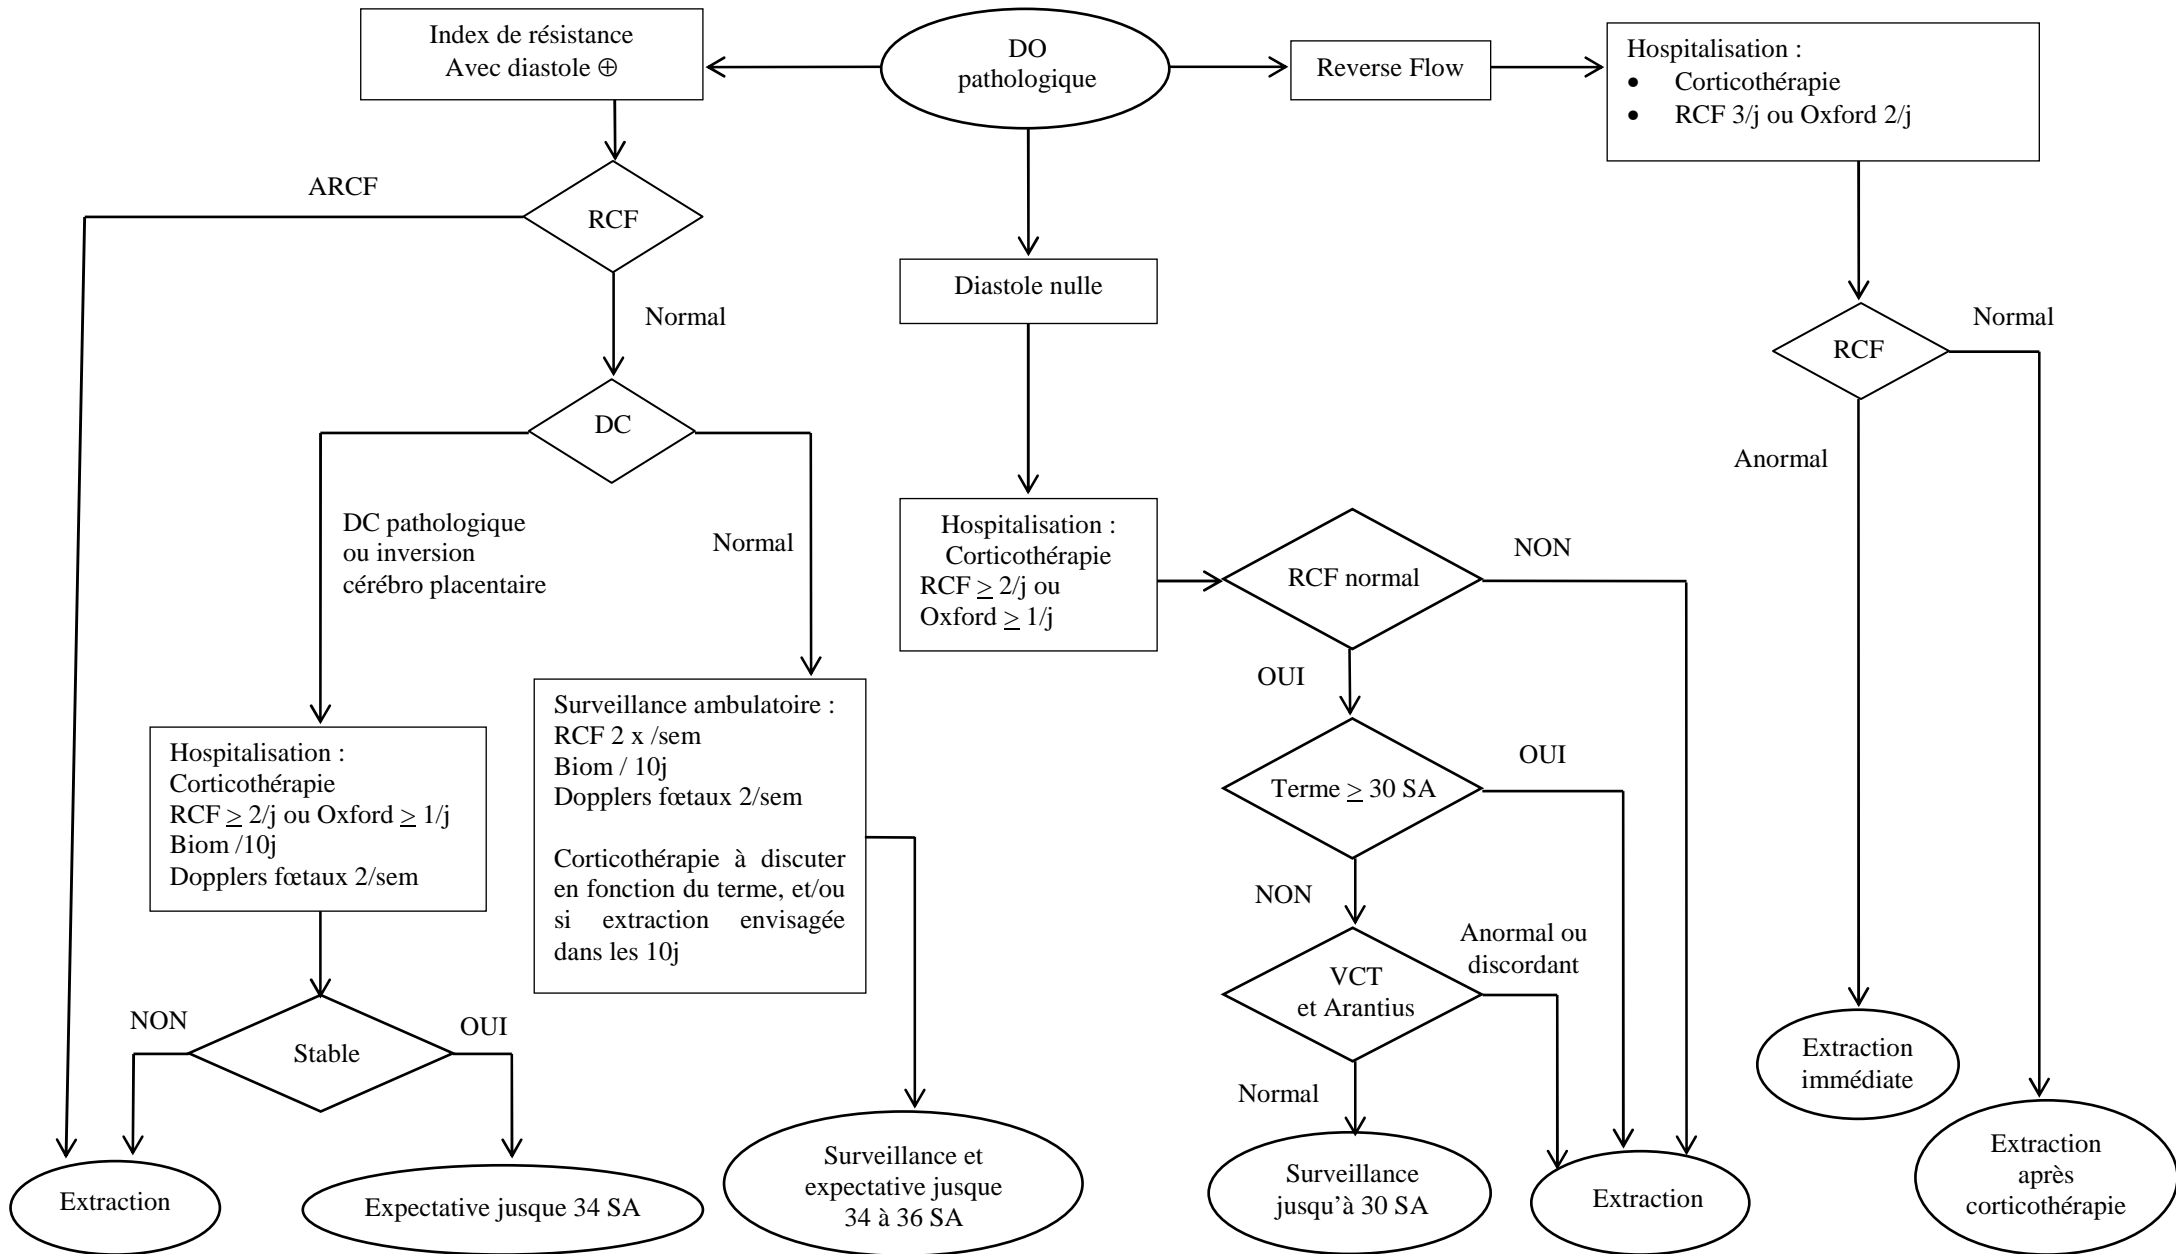 Index de résistance
Avec diastole ⊕
DO
pathologique
Reverse Flow
Hospitalisation :
• Corticothérapie
• RCF 3/j ou Oxford 2/j
ARCF
RCF
Normal
Diastole nulle
RCF
Normal
Anormal
DC
DC pathologique
ou inversion
cérébro placentaire
Normal
Hospitalisation :
Corticothérapie
RCF ≥ 2/j ou
Oxford ≥ 1/j
RCF normal
NON
OUI
Surveillance ambulatoire :
RCF 2 x /sem
Biom / 10j
Dopplers fœtaux 2/sem
Corticothérapie à discuter
en fonction du terme, et/ou
si extraction envisagée
dans les 10j
Hospitalisation :
Corticothérapie
RCF ≥ 2/j ou Oxford ≥ 1/j
Biom /10j
Dopplers fœtaux 2/sem
Terme ≥ 30 SA
OUI
NON
VCT
et Arantius
Anormal ou
discordant
Normal
NON
Stable
OUI
Extraction
Expectative jusque 34 SA
Surveillance et
expectative jusque
34 à 36 SA
Surveillance
jusqu’à 30 SA
Extraction
Extraction
immédiate
Extraction
après
corticothérapie